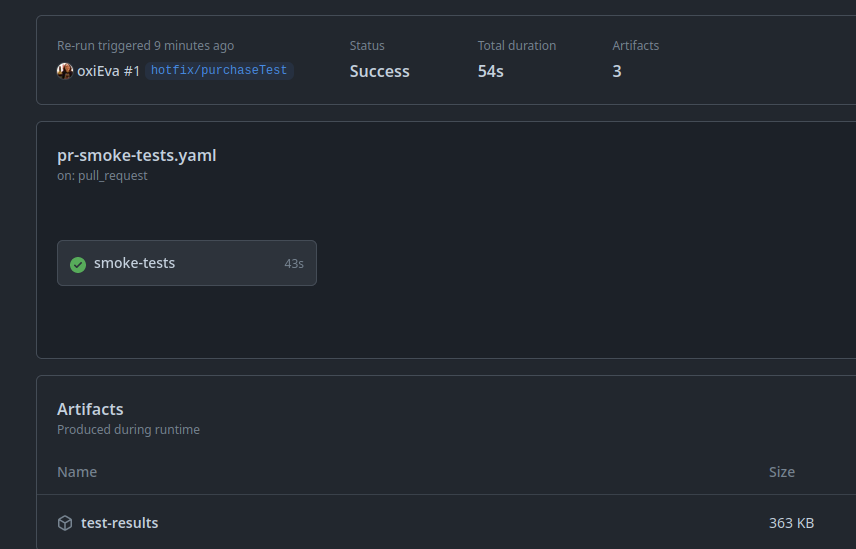 Re-run triggered 9 minutes ago
oxiEva #1 hotfix/purchaseTest
Status
Success
Total duration
54s
Artifacts
3
pr-smoke-tests.yaml
on: pull_request
smoke-tests 43s
Artifacts
Produced during runtime
Name Size
test-results 363 KB